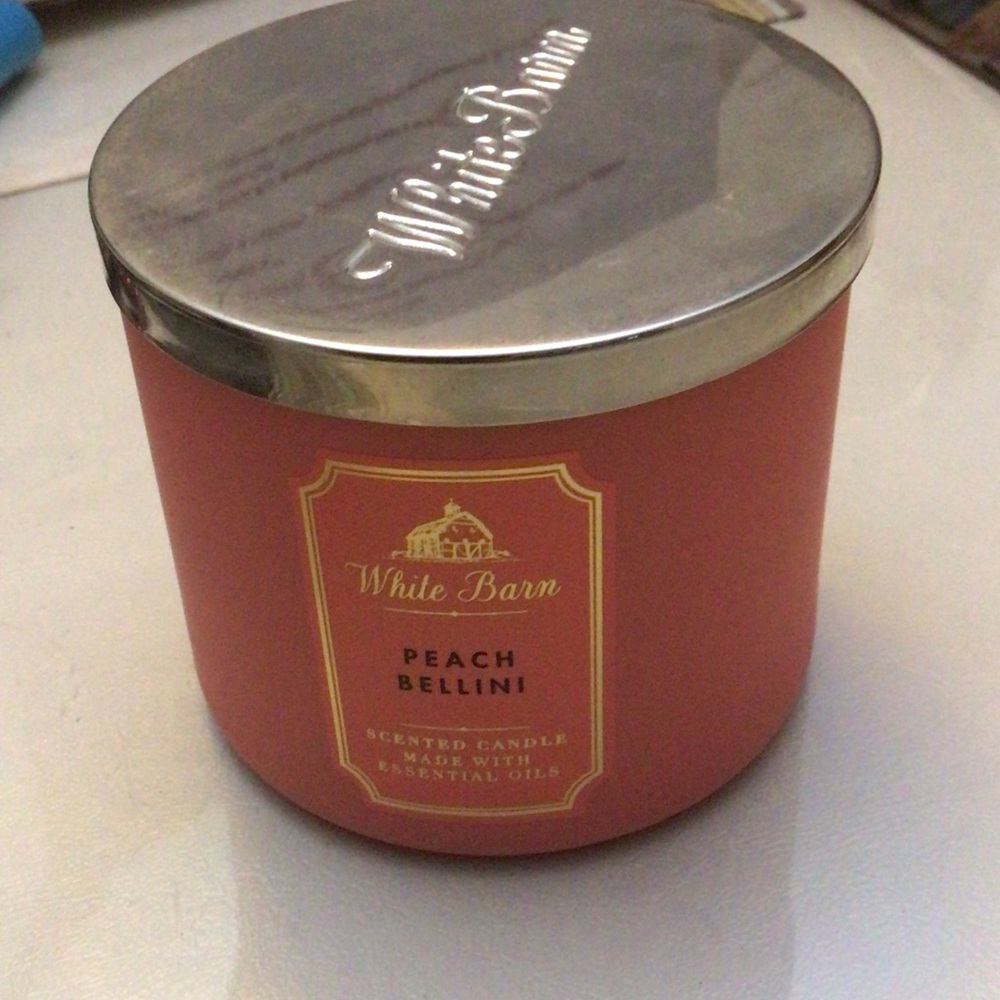 White Barn
White Barn
PEACH
BELLINI
SCENTED CANDLE
MADE WITH
ESSENTIAL OILS